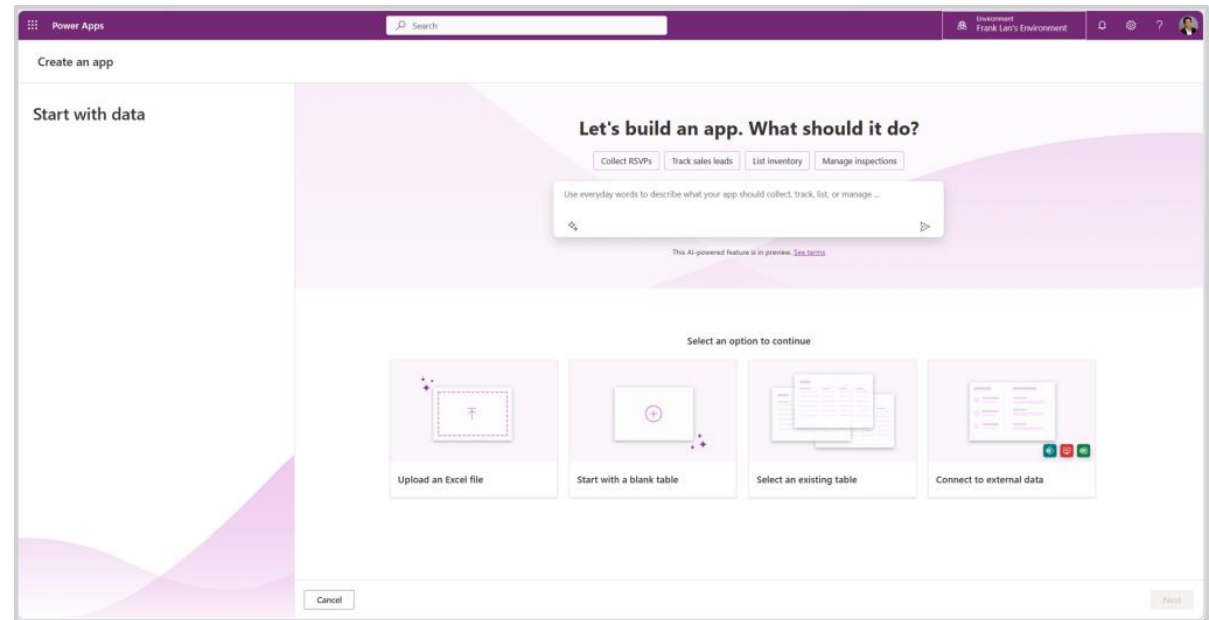 Power Apps
Search
Environment
Frank Lan's Environment
?
Create an app
Start with data
Let's build an app. What should it do?
Collect RSVPs
Track sales leads
List inventory
Manage inspections
Use everyday words to describe what your app should collect, track, list, or manage ...
This AI-powered feature is in preview. See terms
Select an option to continue
Upload an Excel file
Start with a blank table
Select an existing table
Connect to external data
Cancel
Next